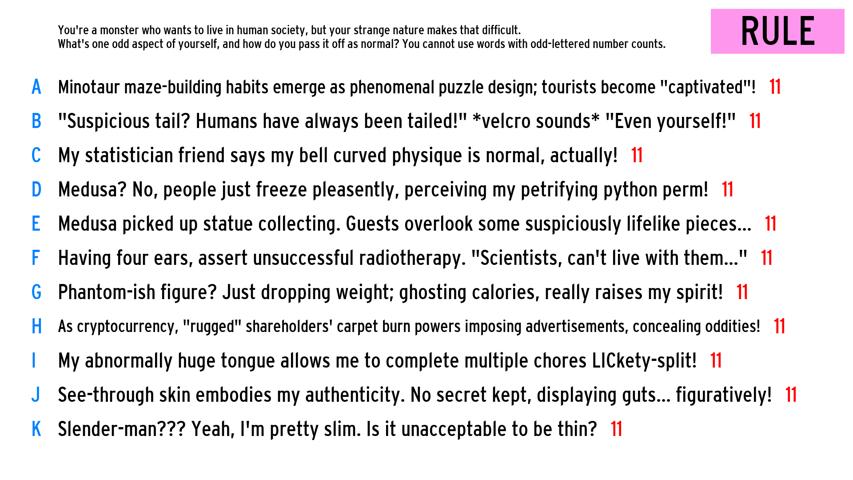 You're a monster who wants to live in human society, but your strange nature makes that difficult.
What's one odd aspect of yourself, and how do you pass it off as normal? You cannot use words with odd-lettered number counts.
RULE
A Minotaur maze-building habits emerge as phenomenal puzzle design; tourists become "captivated"! 11
B "Suspicious tail? Humans have always been tailed!" *velcro sounds* "Even yourself!" 11
C My statistician friend says my bell curved physique is normal, actually! 11
D Medusa? No, people just freeze pleasently, perceiving my petrifying python perm! 11
E Medusa picked up statue collecting. Guests overlook some suspiciously lifelike pieces... 11
F Having four ears, assert unsuccessful radiotherapy. "Scientists, can't live with them..." 11
G Phantom-ish figure? Just dropping weight; ghosting calories, really raises my spirit! 11
H As cryptocurrency, "rugged" shareholders' carpet burn powers imposing advertisements, concealing oddities! 11
I My abnormally huge tongue allows me to complete multiple chores LICkety-split! 11
J See-through skin embodies my authenticity. No secret kept, displaying guts... figuratively! 11
K Slender-man??? Yeah, I'm pretty slim. Is it unacceptable to be thin? 11